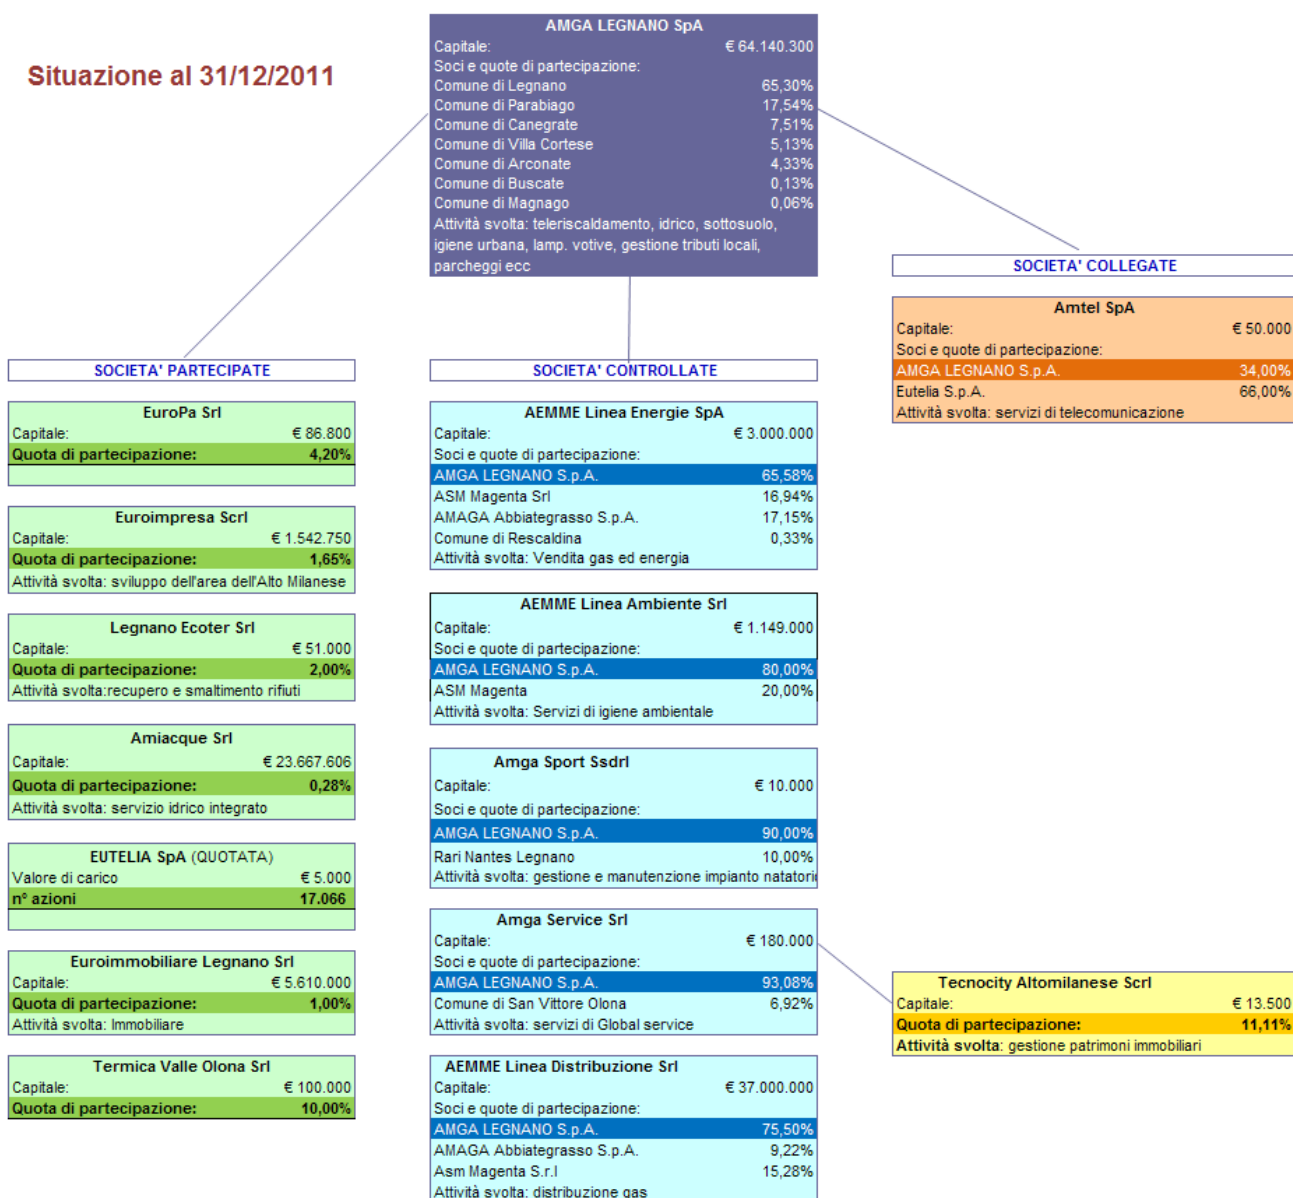 Situazione al 31/12/2011
AMGA LEGNANO SpA
Capitale: € 64.140.300
Soci e quote di partecipazione:
Comune di Legnano 65,30%
Comune di Parabiago 17,54%
Comune di Canegrate 7,51%
Comune di Villa Cortese 5,13%
Comune di Arconate 4,33%
Comune di Buscate 0,13%
Comune di Magnago 0,06%
Attività svolta: teleriscaldamento, idrico, sottosuolo,
igiene urbana, lamp. votive, gestione tributi locali,
parcheggi ecc
SOCIETA' PARTECIPATE
EuroPa Srl
Capitale: € 86.800
Quota di partecipazione: 4,20%
Euroimpresa Scrl
Capitale: € 1.542.750
Quota di partecipazione: 1,65%
Attività svolta: sviluppo dell'area dell'Alto Milanese
Legnano Ecoter Srl
Capitale: € 51.000
Quota di partecipazione: 2,00%
Attività svolta:recupero e smaltimento rifiuti
Amiacque Srl
Capitale: € 23.667.606
Quota di partecipazione: 0,28%
Attività svolta: servizio idrico integrato
EUTELIA SpA (QUOTATA)
Valore di carico € 5.000
n° azioni 17.066
Euroimmobiliare Legnano Srl
Capitale: € 5.610.000
Quota di partecipazione: 1,00%
Attività svolta: Immobiliare
Termica Valle Olona Srl
Capitale: € 100.000
Quota di partecipazione: 10,00%
SOCIETA' CONTROLLATE
AEMME Linea Energie SpA
Capitale: € 3.000.000
Soci e quote di partecipazione:
AMGA LEGNANO S.p.A. 65,58%
ASM Magenta Srl 16,94%
AMAGA Abbiategrasso S.p.A. 17,15%
Comune di Rescaldina 0,33%
Attività svolta: Vendita gas ed energia
AEMME Linea Ambiente Srl
Capitale: € 1.149.000
Soci e quote di partecipazione:
AMGA LEGNANO S.p.A. 80,00%
ASM Magenta 20,00%
Attività svolta: Servizi di igiene ambientale
Amga Sport Ssdrl
Capitale: € 10.000
Soci e quote di partecipazione:
AMGA LEGNANO S.p.A. 90,00%
Rari Nantes Legnano 10,00%
Attività svolta: gestione e manutenzione impianto natatori
Amga Service Srl
Capitale: € 180.000
Soci e quote di partecipazione:
AMGA LEGNANO S.p.A. 93,08%
Comune di San Vittore Olona 6,92%
Attività svolta: servizi di Global service
AEMME Linea Distribuzione Srl
Capitale: € 37.000.000
Soci e quote di partecipazione:
AMGA LEGNANO S.p.A. 75,50%
AMAGA Abbiategrasso S.p.A. 9,22%
Asm Magenta S.r.l 15,28%
Attività svolta: distribuzione gas
SOCIETA' COLLEGATE
Amtel SpA
Capitale: € 50.000
Soci e quote di partecipazione:
AMGA LEGNANO S.p.A. 34,00%
Eutelia S.p.A. 66,00%
Attività svolta: servizi di telecomunicazione
Tecnocity Altomilanese Scrl
Capitale: € 13.500
Quota di partecipazione: 11,11%
Attività svolta: gestione patrimoni immobiliari